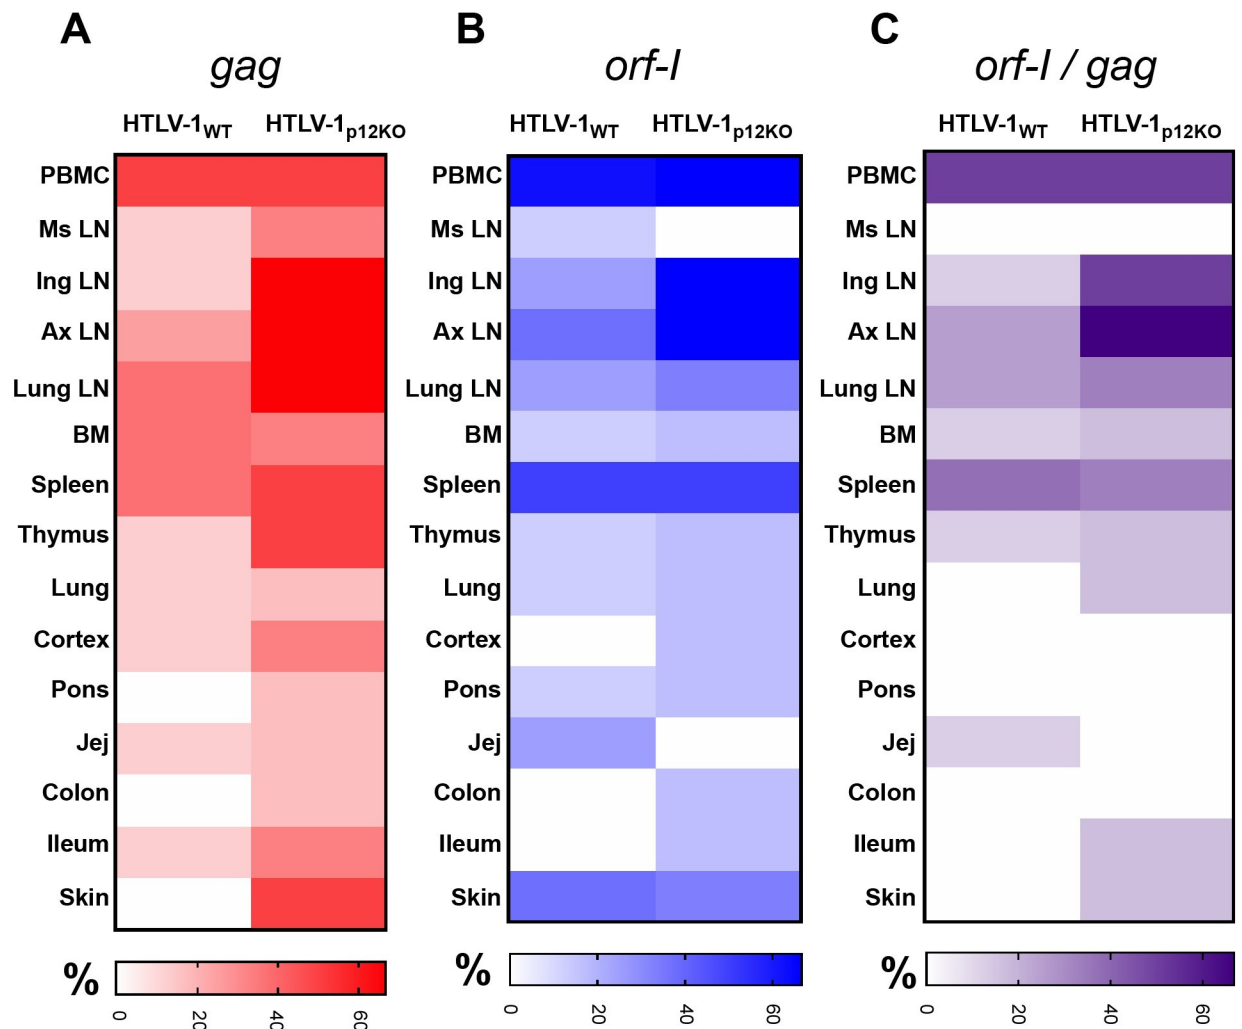 A B C
gag orf-I orf-I / gag
HTLV-1WT HTLV-1p12KO HTLV-1WT HTLV-1p12KO HTLV-1WT HTLV-1p12KO
PBMC PBMC PBMC
Ms LN Ms LN Ms LN
Ing LN Ing LN Ing LN
Ax LN Ax LN Ax LN
Lung LN Lung LN Lung LN
BM BM BM
Spleen Spleen Spleen
Thymus Thymus Thymus
Lung Lung Lung
Cortex Cortex Cortex
Pons Pons Pons
Jej Jej Jej
Colon Colon Colon
Ileum Ileum Ileum
Skin Skin Skin
% % %
0 20 40 60 0 20 40 60 0 20 40 60